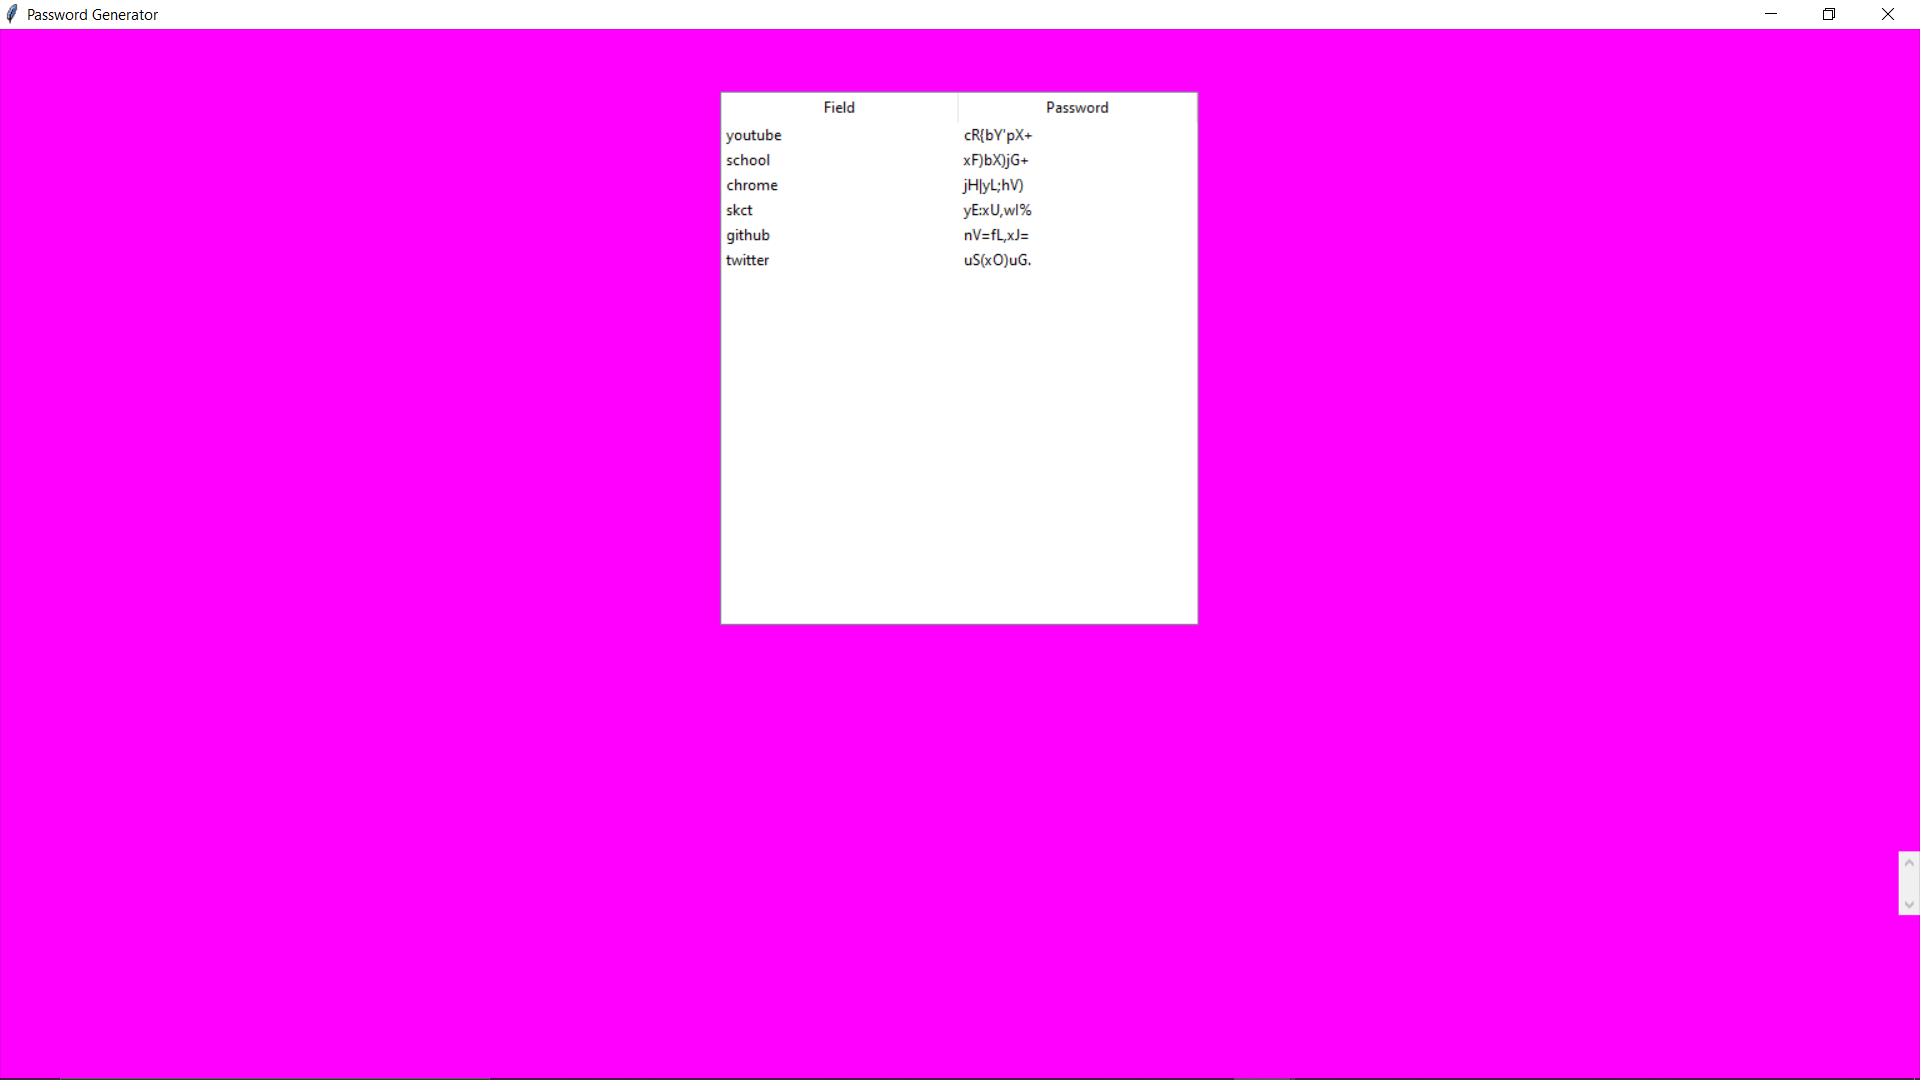 Password Generator
Field Password
youtube cR{bY'pX+
school xF)bX)jG+
chrome jH|yL;hV)
skct yE:xU,wI%
github nV=fL,xJ=
twitter uS(xO)uG.